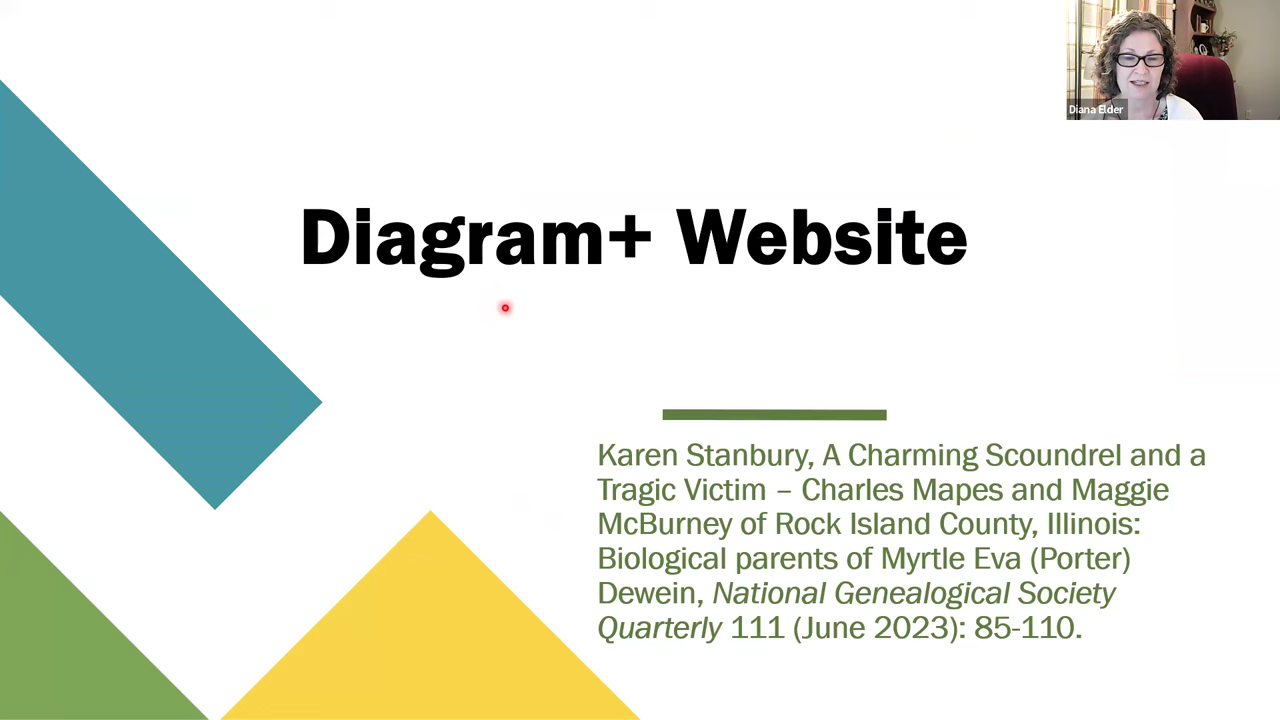 Diana Elder
Diagram+ Website
Karen Stanbury, A Charming Scoundrel and a
Tragic Victim – Charles Mapes and Maggie
McBurney of Rock Island County, Illinois:
Biological parents of Myrtle Eva (Porter)
Dewein, National Genealogical Society
Quarterly 111 (June 2023): 85-110.